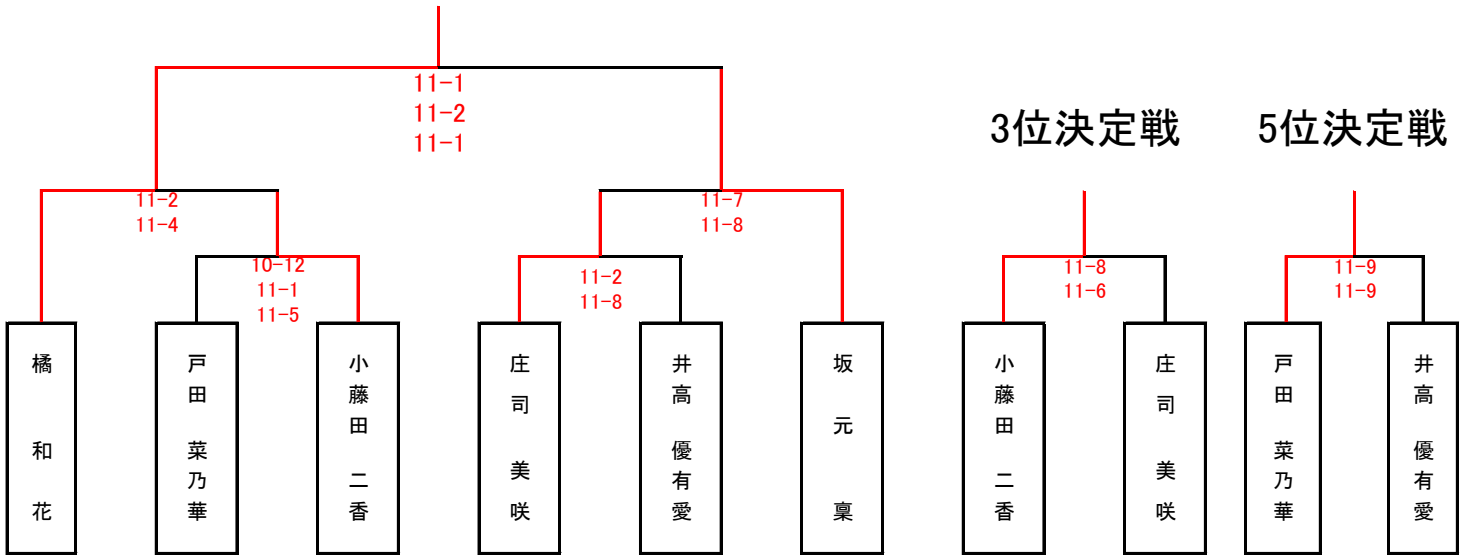 11-1
11-2
11-1
3位決定戦
5位決定戦
11-2
11-4
11-7
11-8
10-12
11-1
11-5
11-2
11-8
11-8
11-6
11-9
11-9
橘 和花
戸田 菜乃華
小藤田 二香
庄司 美咲
井高 優有愛
坂元 稟
小藤田 二香
庄司 美咲
戸田 菜乃華
井高 優有愛